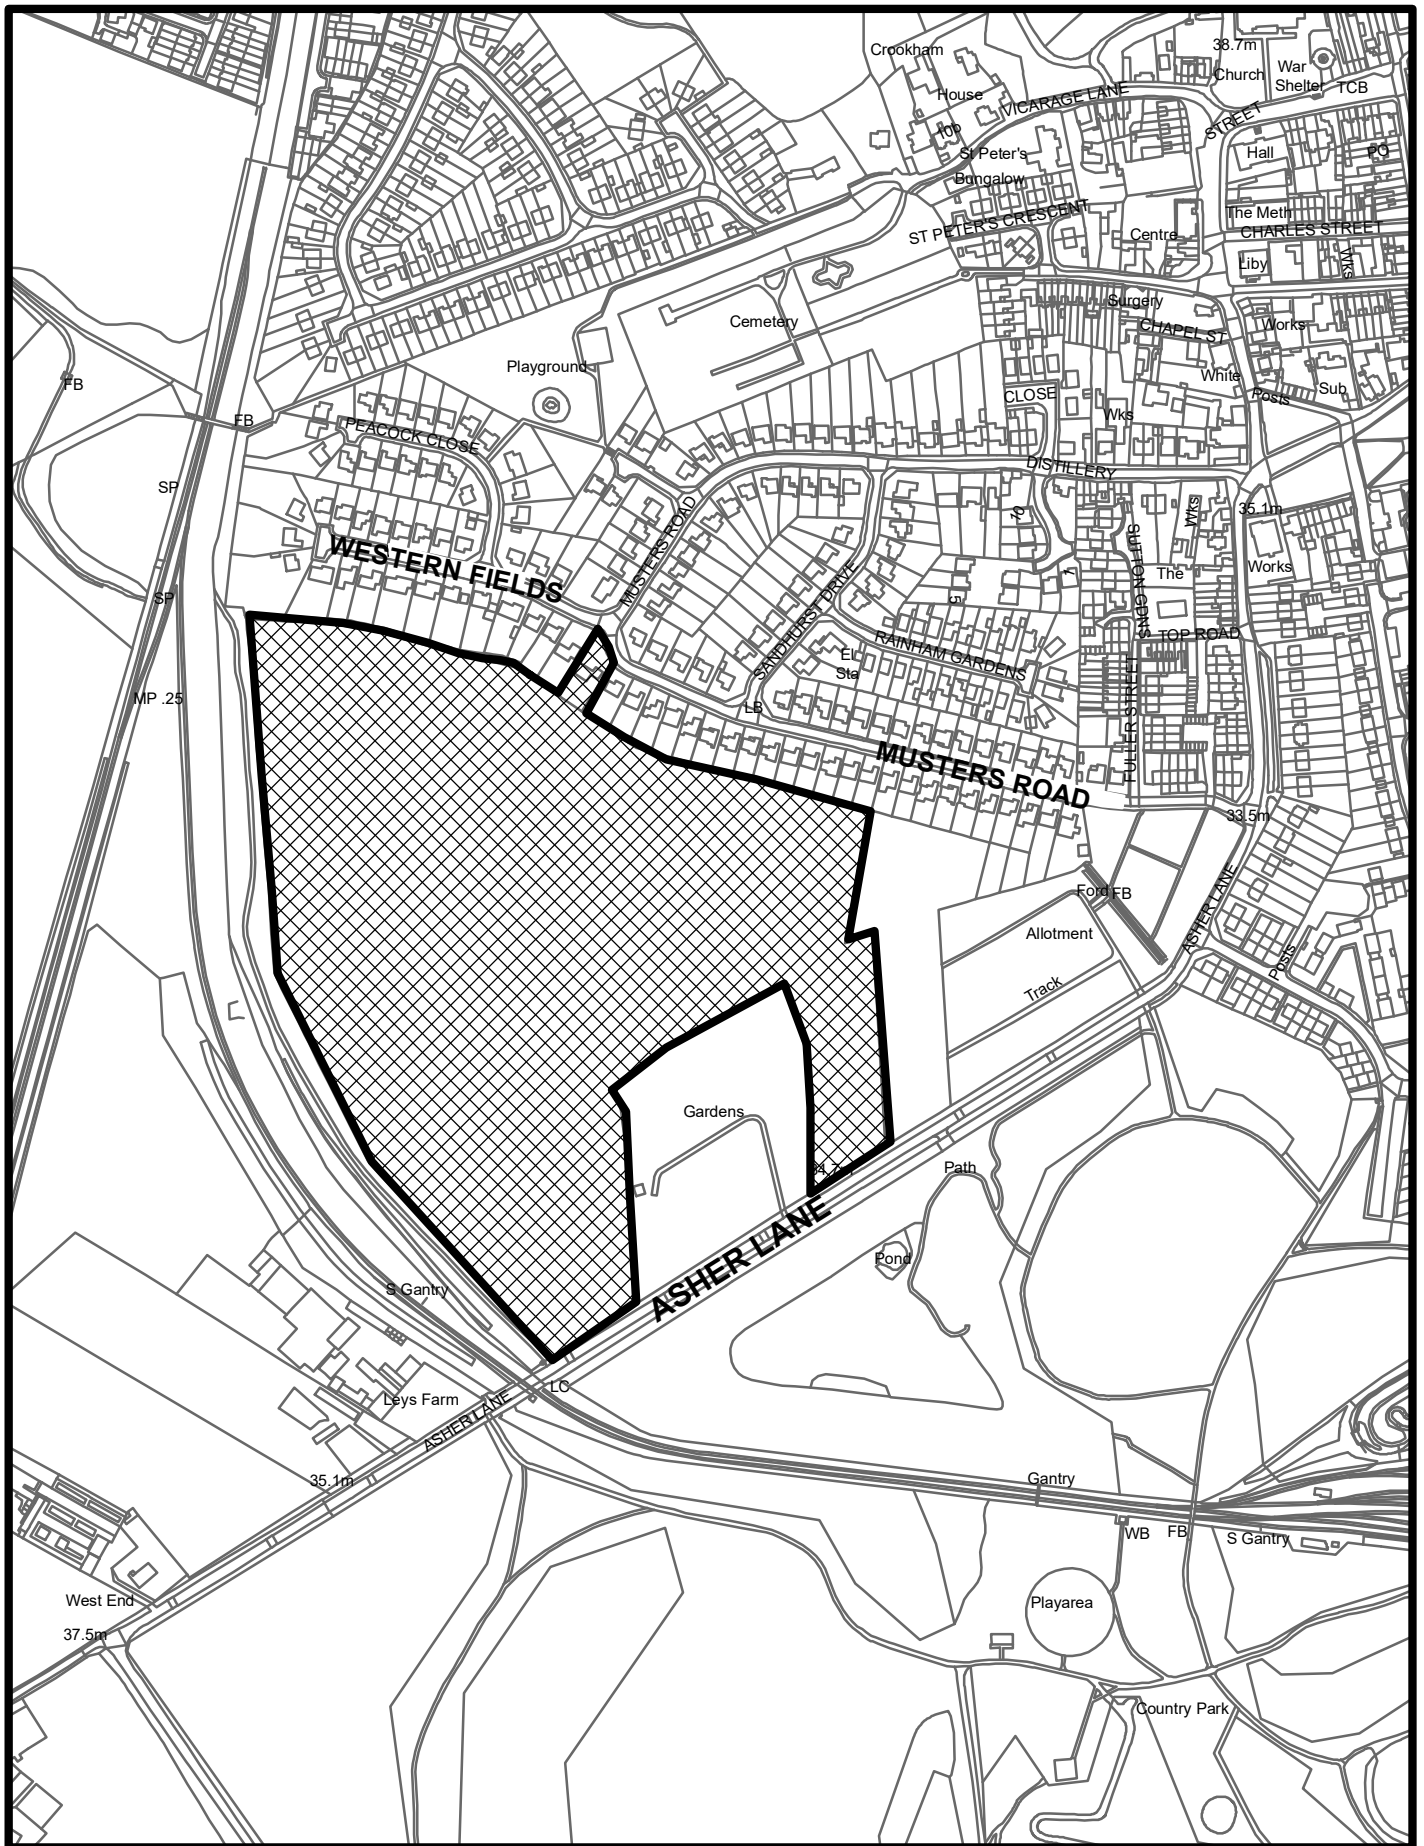 Crookham
House
10b
VICARAGE LANE
38.7m
Church
War
Shelter
TCB
STREET
Hall
PO
St Peter's
Bungalow
ST PETER'S CRESCENT
The Meth
Centre
CHARLES STREET
Liby
Wks
Surgery
CHAPEL ST
Works
White
Posts
Sub
Cemetery
Playground
FB
FB
PEACOCK CLOSE
CLOSE
Wks
DISTILLERY
SP
10
Wks
35.1m
MUSTERS ROAD
WESTERN FIELDS
SUTTON GDNS
The
Works
1
5
SP
SANDHURST DRIVE
RAINHAM GARDENS
TOP ROAD
El
Sta
FULLER STREET
MP .25
LB
MUSTERS ROAD
33.5m
Ford
FB
ASHER LANE
Allotment
Posts
Track
Gardens
Path
ASHER LANE
Pond
S Gantry
LC
Leys Farm
ASHER LANE
35.1m
Gantry
WB
FB
S Gantry
West End
37.5m
Playarea
Country Park